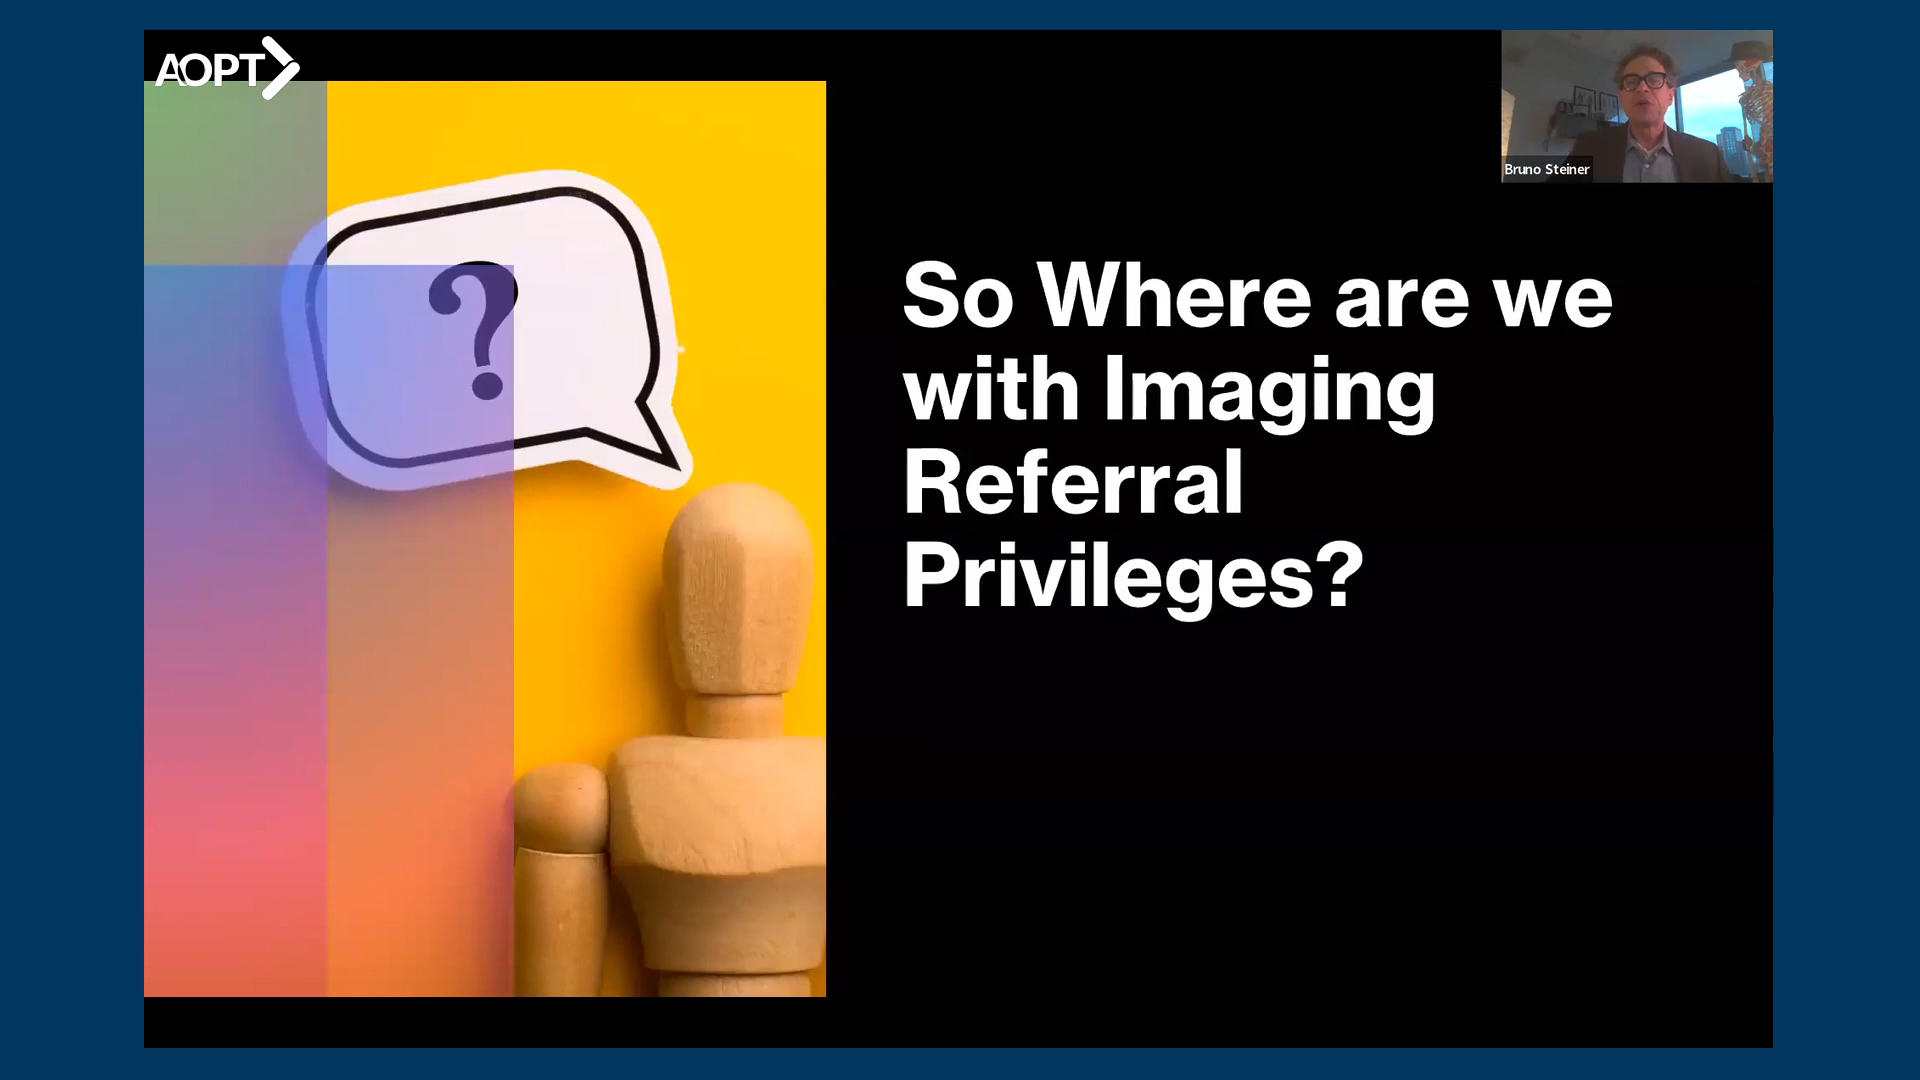 AOPT
Bruno Steiner
?
So Where are we
with Imaging
Referral
Privileges?